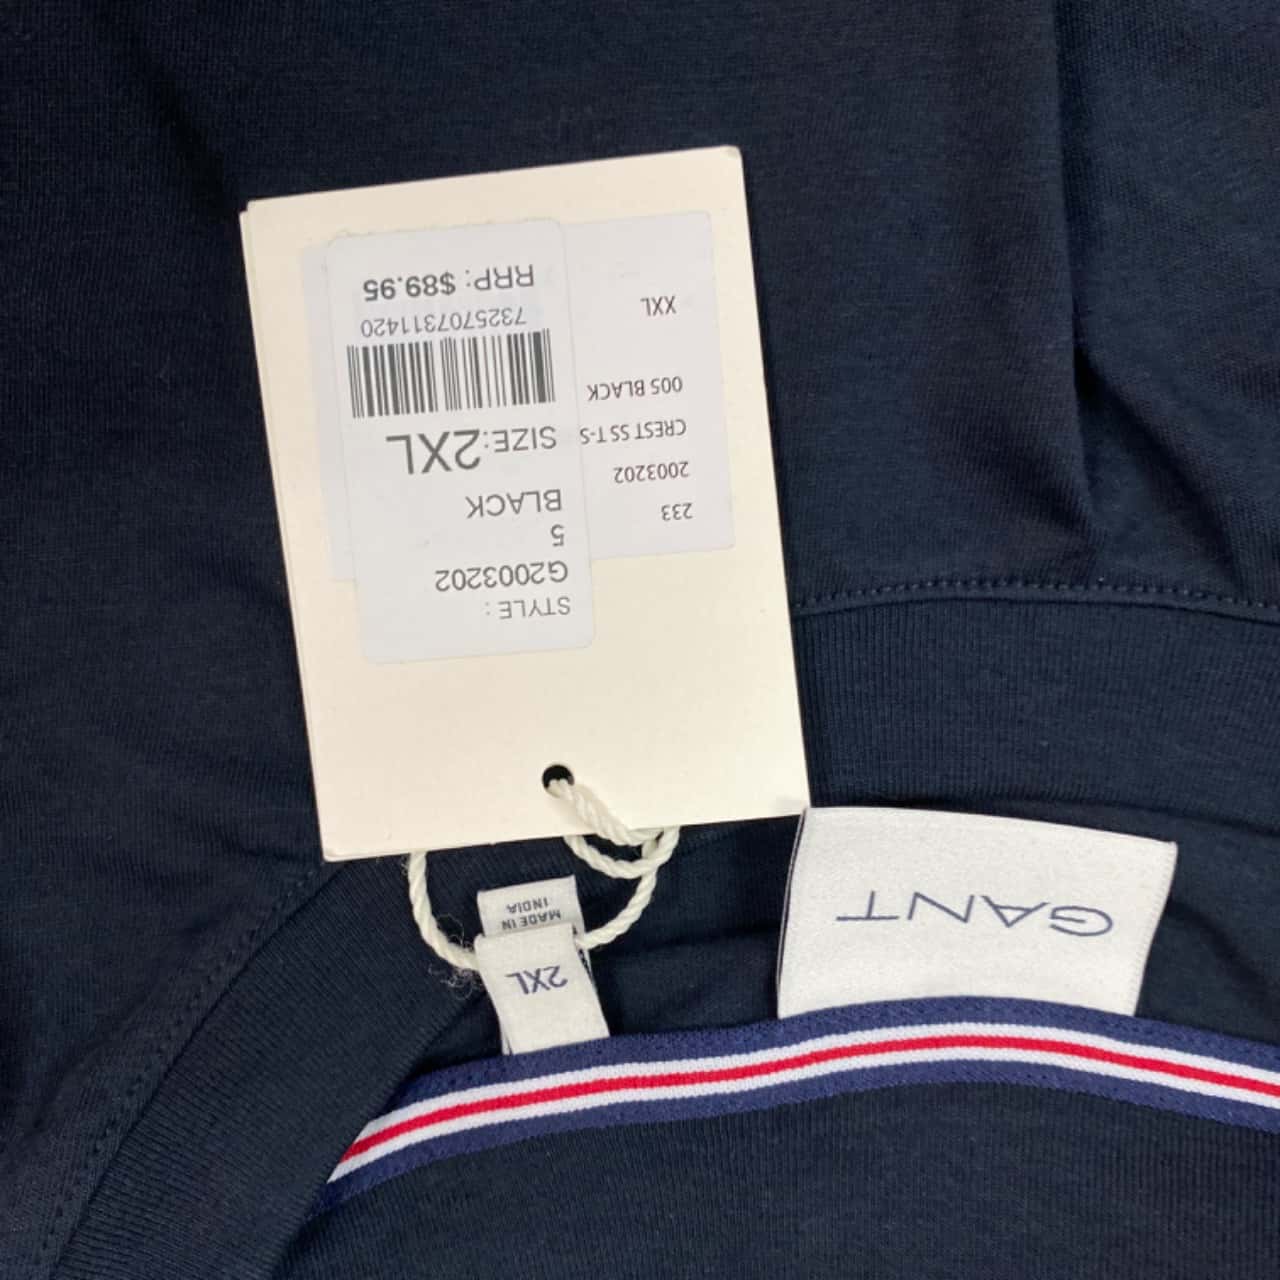 STYLE :
G2003202
5
BLACK
SIZE:2XL
7325707311420
RRP: $89.95
233
2003202
CREST SS T-S
005 BLACK
XXL
GANT
MADE IN
INDIA
2XL